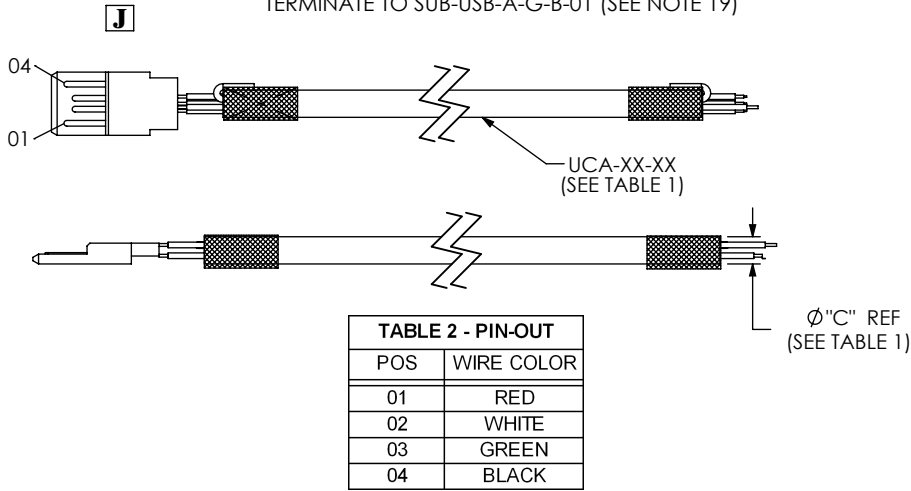 TERMINATE TO SUB-USB-A-G-B-01 (SEE NOTE 19)
J
04
01
UCA-XX-XX
(SEE TABLE 1)
Ø"C" REF
(SEE TABLE 1)
TABLE 2 - PIN-OUT
POS WIRE COLOR
01 RED
02 WHITE
03 GREEN
04 BLACK